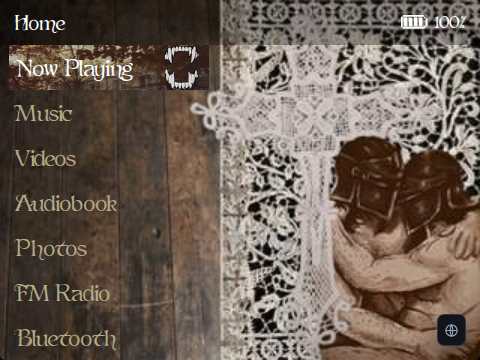 Home
100%
Now Playing
Music
Videos
Audiobook
Photos
FM Radio
Bluetooth